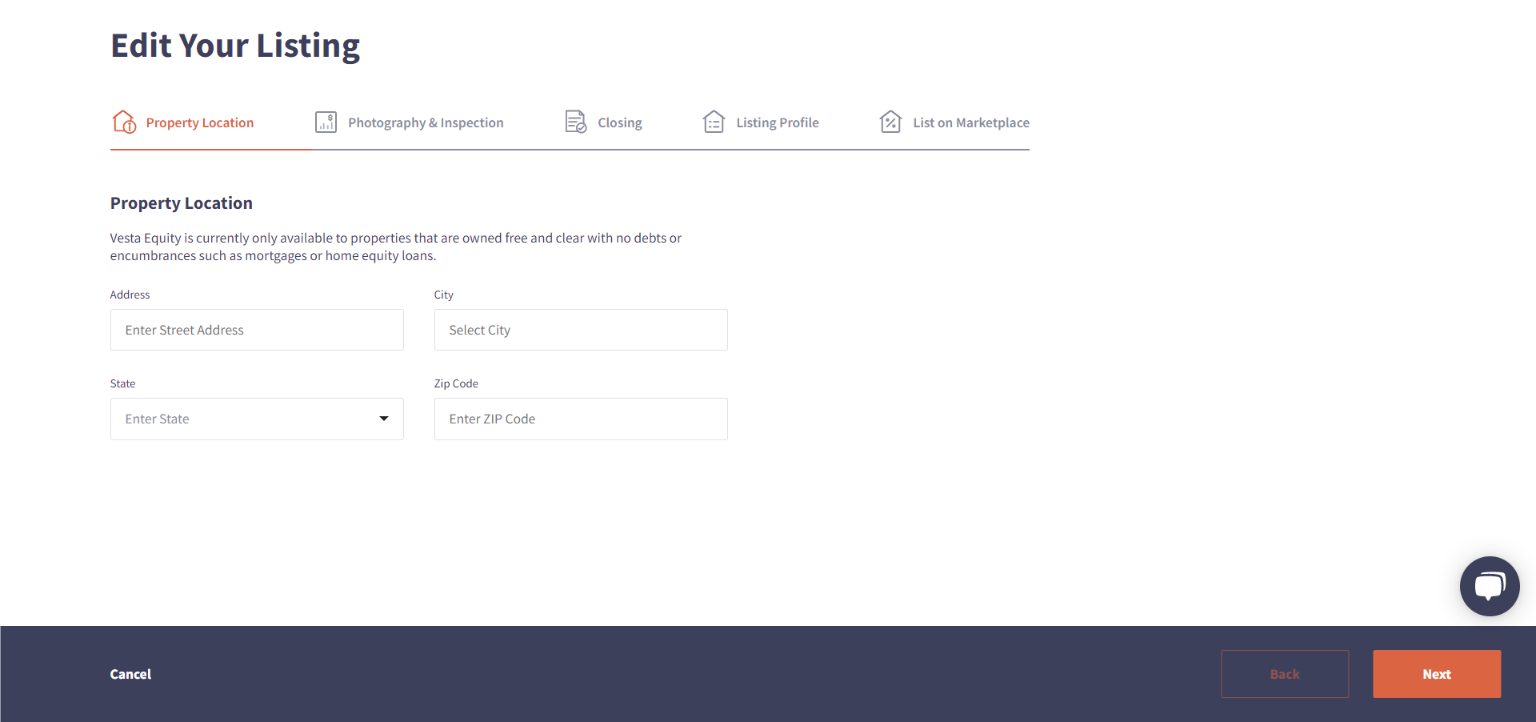 Edit Your Listing
Property Location
Photography & Inspection
Closing
Listing Profile
List on Marketplace
Property Location
Vesta Equity is currently only available to properties that are owned free and clear with no debts or
encumbrances such as mortgages or home equity loans.
Address
City
Enter Street Address
Select City
State
Zip Code
Enter State
Enter ZIP Code
Cancel
Back
Next